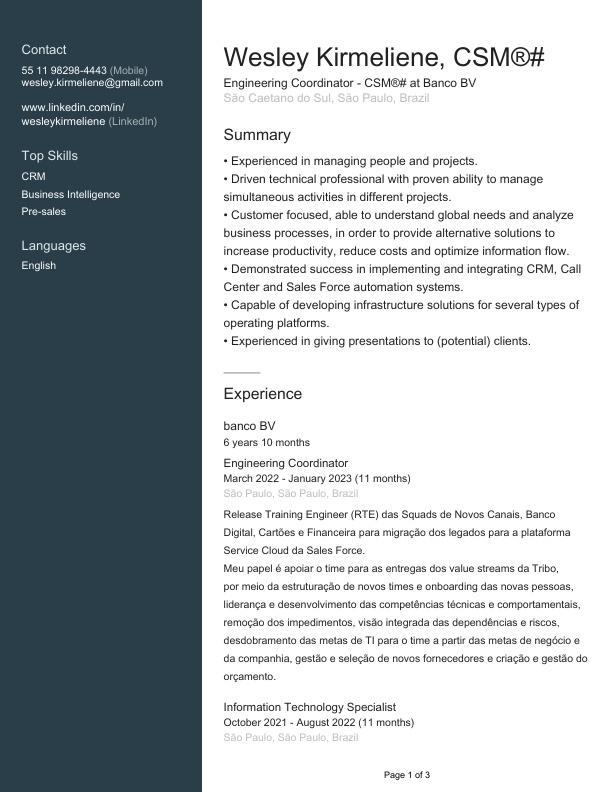 Contact
55 11 98298-4443 (Mobile)
wesley.kirmeliene@gmail.com
www.linkedin.com/in/
wesleykirmeliene (LinkedIn)
Top Skills
CRM
Business Intelligence
Pre-sales
Languages
English
Wesley Kirmeliene, CSM®#
Engineering Coordinator - CSM®# at Banco BV
São Caetano do Sul, São Paulo, Brazil
Summary
• Experienced in managing people and projects.
• Driven technical professional with proven ability to manage
simultaneous activities in different projects.
• Customer focused, able to understand global needs and analyze
business processes, in order to provide alternative solutions to
increase productivity, reduce costs and optimize information flow.
• Demonstrated success in implementing and integrating CRM, Call
Center and Sales Force automation systems.
• Capable of developing infrastructure solutions for several types of
operating platforms.
• Experienced in giving presentations to (potential) clients.
Experience
banco BV
6 years 10 months
Engineering Coordinator
March 2022 - January 2023 (11 months)
São Paulo, São Paulo, Brazil
Release Training Engineer (RTE) das Squads de Novos Canais, Banco
Digital, Cartões e Financeira para migração dos legados para a plataforma
Service Cloud da Sales Force.
Meu papel é apoiar o time para as entregas dos value streams da Tribo,
por meio da estruturação de novos times e onboarding das novas pessoas,
liderança e desenvolvimento das competências técnicas e comportamentais,
remoção dos impedimentos, visão integrada das dependências e riscos,
desdobramento das metas de TI para o time a partir das metas de negócio e
da companhia, gestão e seleção de novos fornecedores e criação e gestão do
orçamento.
Information Technology Specialist
October 2021 - August 2022 (11 months)
São Paulo, São Paulo, Brazil
Page 1 of 3